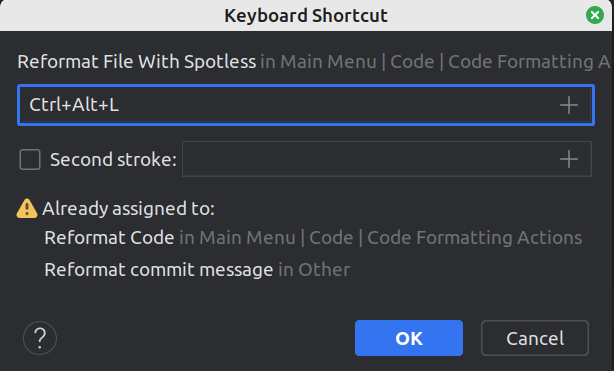 Keyboard Shortcut
Reformat File With Spotless in Main Menu | Code | Code Formatting A
Ctrl+Alt+L
Second stroke:
Already assigned to:
Reformat Code in Main Menu | Code | Code Formatting Actions
Reformat commit message in Other
?
OK
Cancel